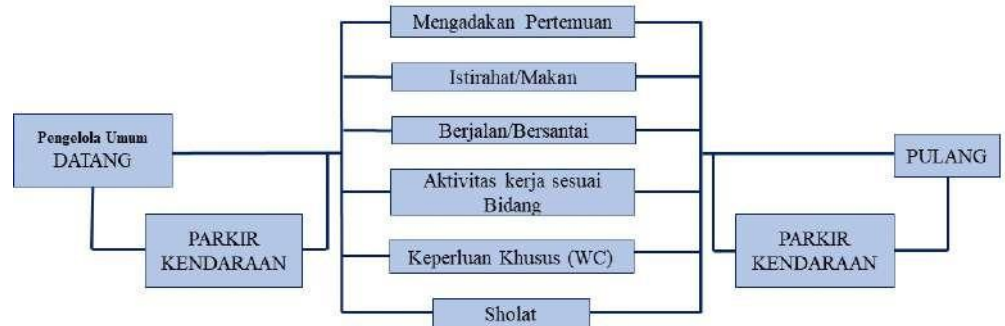 Mengadakan Pertemuan
Istirahat/Makan
Berjalan/Bersantai
Pengelola Umum
DATANG
PULANG
Aktivitas kerja sesuai
Bidang
PARKIR
KENDARAAN
Keperluan Khusus (WC)
PARKIR
KENDARAAN
Sholat